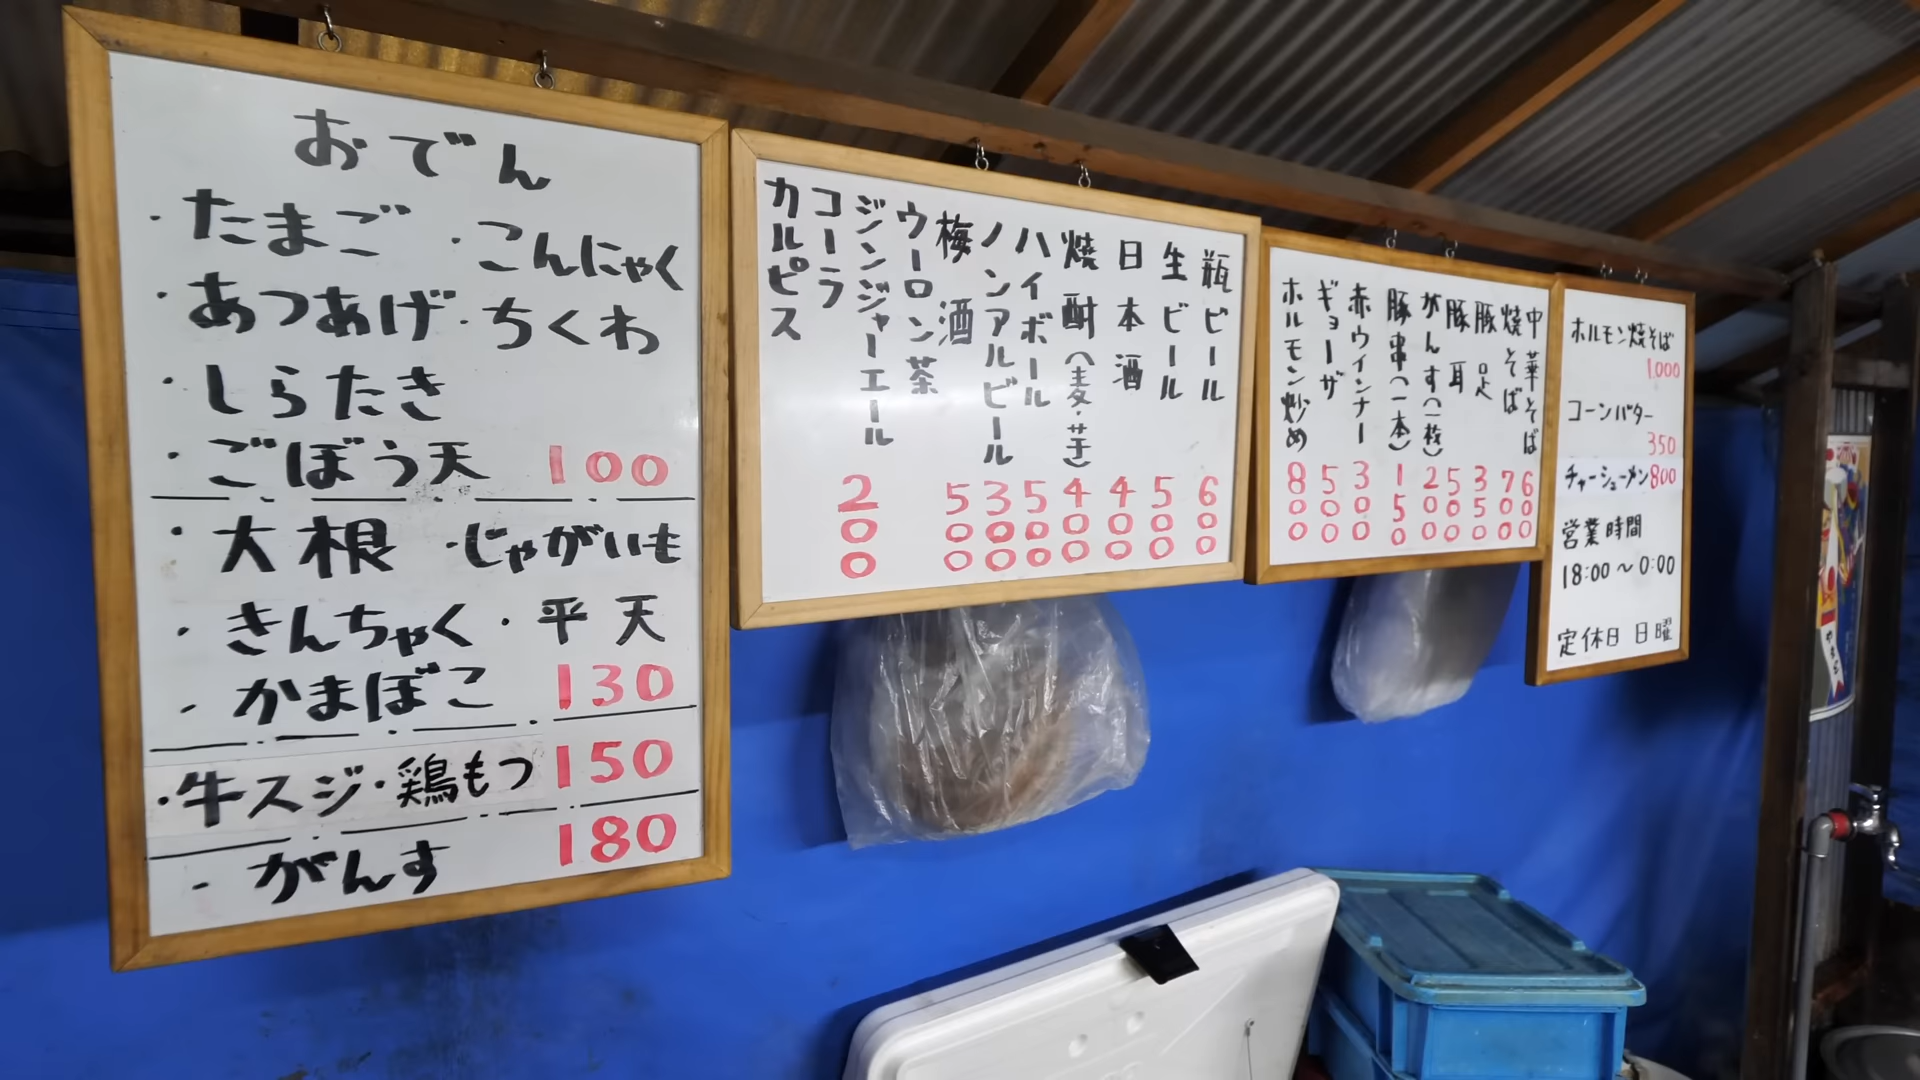 おでん
・たまご ・こんにゃく
・あつあげ ・ちくわ
・しらたき
・ごぼう天 100
・大根 ・じゃがいも
・きんちゃく ・平天
・かまぼこ 130
・牛スジ・鶏もつ 150
・がんす 180
瓶ビール 600
生ビール 500
日本酒 400
焼酎(麦・芋) 400
ハイボール 500
ノンアルビール 300
梅酒 500
ウーロン茶
ジンジャーエール
コーラ
カルピス
200
中華そば 600
焼そば 700
豚足 350
豚耳 500
がんす(一枚) 200
豚串(一本) 150
赤ウインナー 300
ギョーザ 500
ホルモン炒め 800
ホルモン焼そば
1000
コーンバター
350
チャーシューメン 800
営業時間
18:00～0:00
定休日 日曜